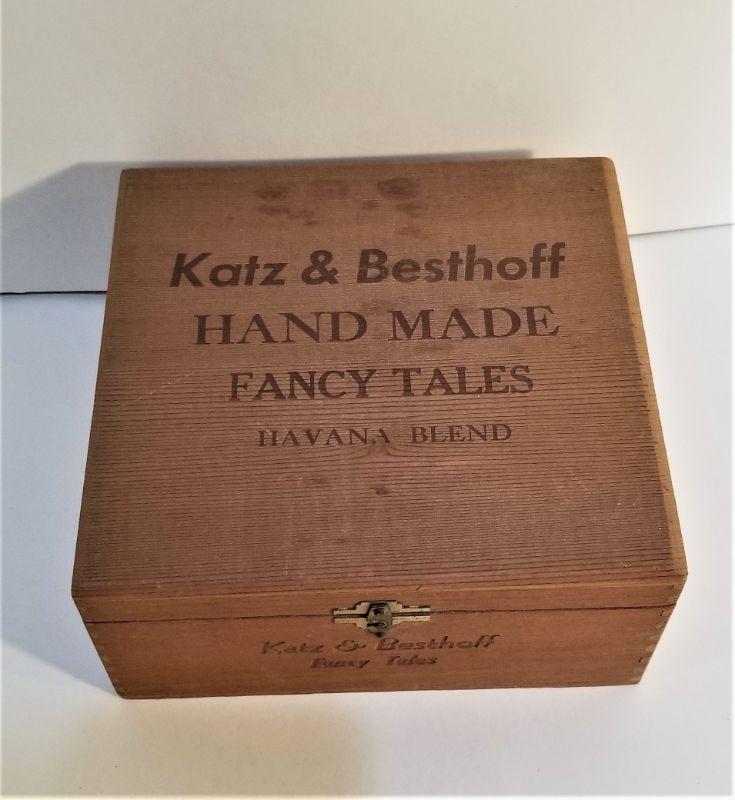 Katz & Besthoff
HAND MADE
FANCY TALES
HAVANA BLEND
Katz & Besthoff
Fancy Tales